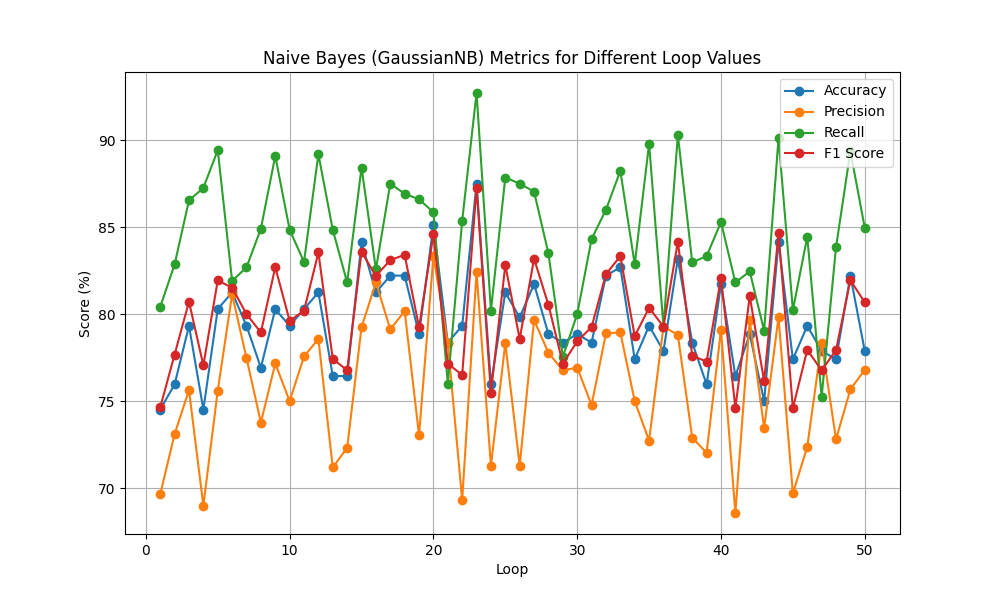 Naive Bayes (GaussianNB) Metrics for Different Loop Values
Accuracy
Precision
Recall
F1 Score
90
85
80
75
70
Score (%)
0 10 20 30 40 50
Loop